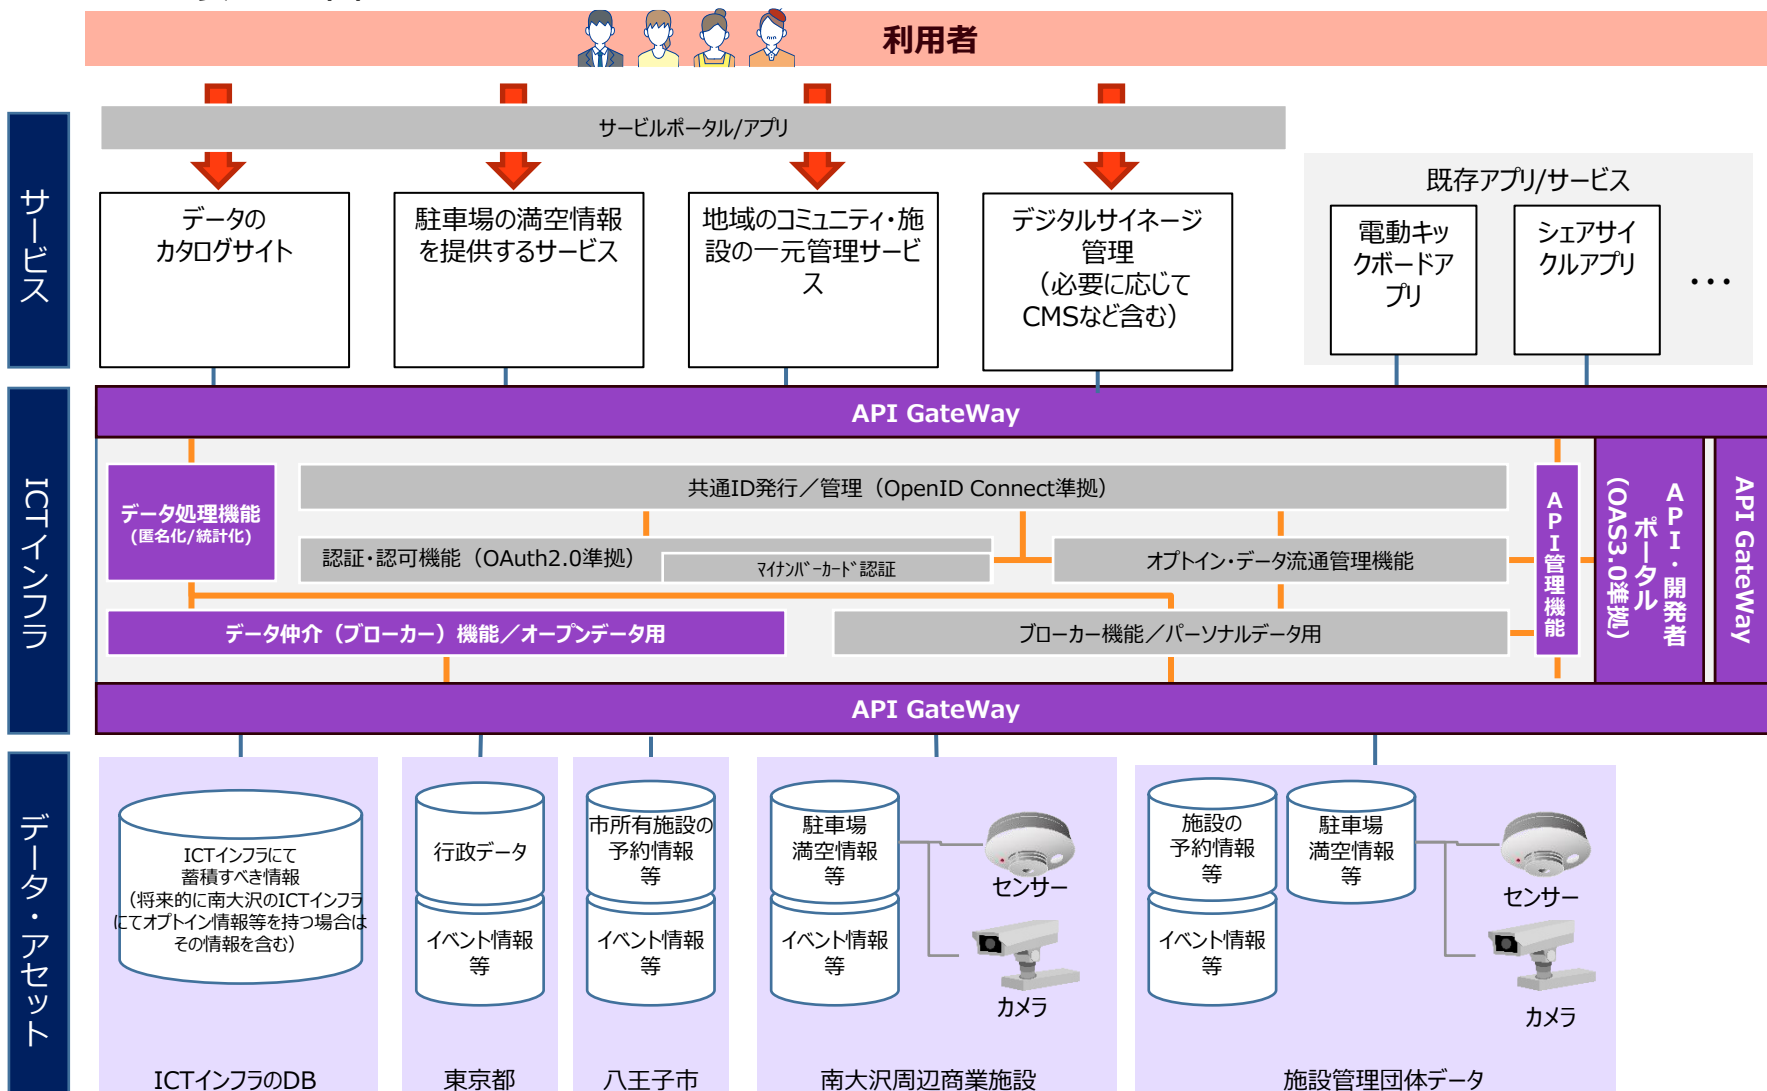 利用者
サービス
サービルポータル/アプリ
データの
カタログサイト
駐車場の満空情報
を提供するサービス
地域のコミュニティ・施
設の一元管理サービ
ス
デジタルサイネージ
管理
（必要に応じて
CMSなど含む）
既存アプリ/サービス
電動キッ
クボードア
プリ
シェアサイ
クルアプリ
・・・
ICTインフラ
API GateWay
データ処理機能
(匿名化/統計化)
共通ID発行／管理（OpenID Connect準拠）
認証・認可機能（OAuth2.0準拠）
マイナンバーカード認証
オプトイン・データ流通管理機能
データ仲介（ブローカー）機能／オープンデータ用
ブローカー機能／パーソナルデータ用
API管理機能
API・開発者
ポータル
(OAS3.0準拠)
API GateWay
API GateWay
データ・アセット
ICTインフラにて
蓄積すべき情報
（将来的に南大沢のICTインフラ
にてオプトイン情報等を持つ場合は
その情報を含む）
ICTインフラのDB
行政データ
イベント情報
等
東京都
市所有施設の
予約情報
等
イベント情報
等
八王子市
駐車場
満空情報
等
イベント情報
等
センサー
カメラ
南大沢周辺商業施設
施設の
予約情報
等
イベント情報
等
駐車場
満空情報
等
センサー
カメラ
施設管理団体データ